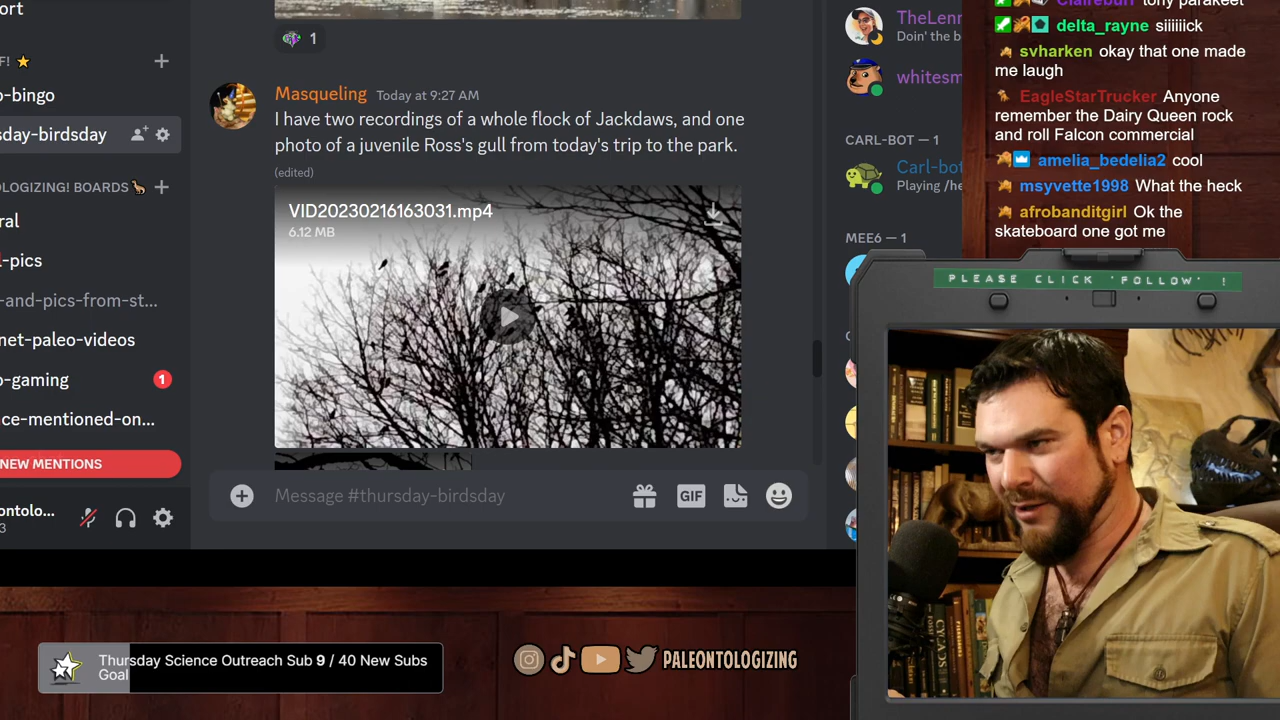 ort
F! ⭐
o-bingo
sday-birdsday
OLOGIZING! BOARDS
ral
l-pics
-and-pics-from-st...
net-paleo-videos
o-gaming
1
ce-mentioned-on...
NEW MENTIONS
ontolo...
3
1
Masqueling Today at 9:27 AM
I have two recordings of a whole flock of Jackdaws, and one
photo of a juvenile Ross's gull from today's trip to the park.
(edited)
VID20230216163031.mp4
6.12 MB
Message #thursday-birdsday
GIF
TheLenn
Doin' the b
whitesm
CARL-BOT — 1
Carl-bot
Playing /he
MEE6 — 1
Claireburr tony parakeet
delta_rayne siiiiiick
svharken okay that one made
me laugh
EagleStarTrucker Anyone
remember the Dairy Queen rock
and roll Falcon commercial
amelia_bedelia2 cool
msyvette1998 What the heck
afrobanditgirl Ok the
skateboard one got me
PLEASE CLICK 'FOLLOW' !
Thursday Science Outreach Sub 9 / 40 New Subs
Goal
PALEONTOLOGIZING